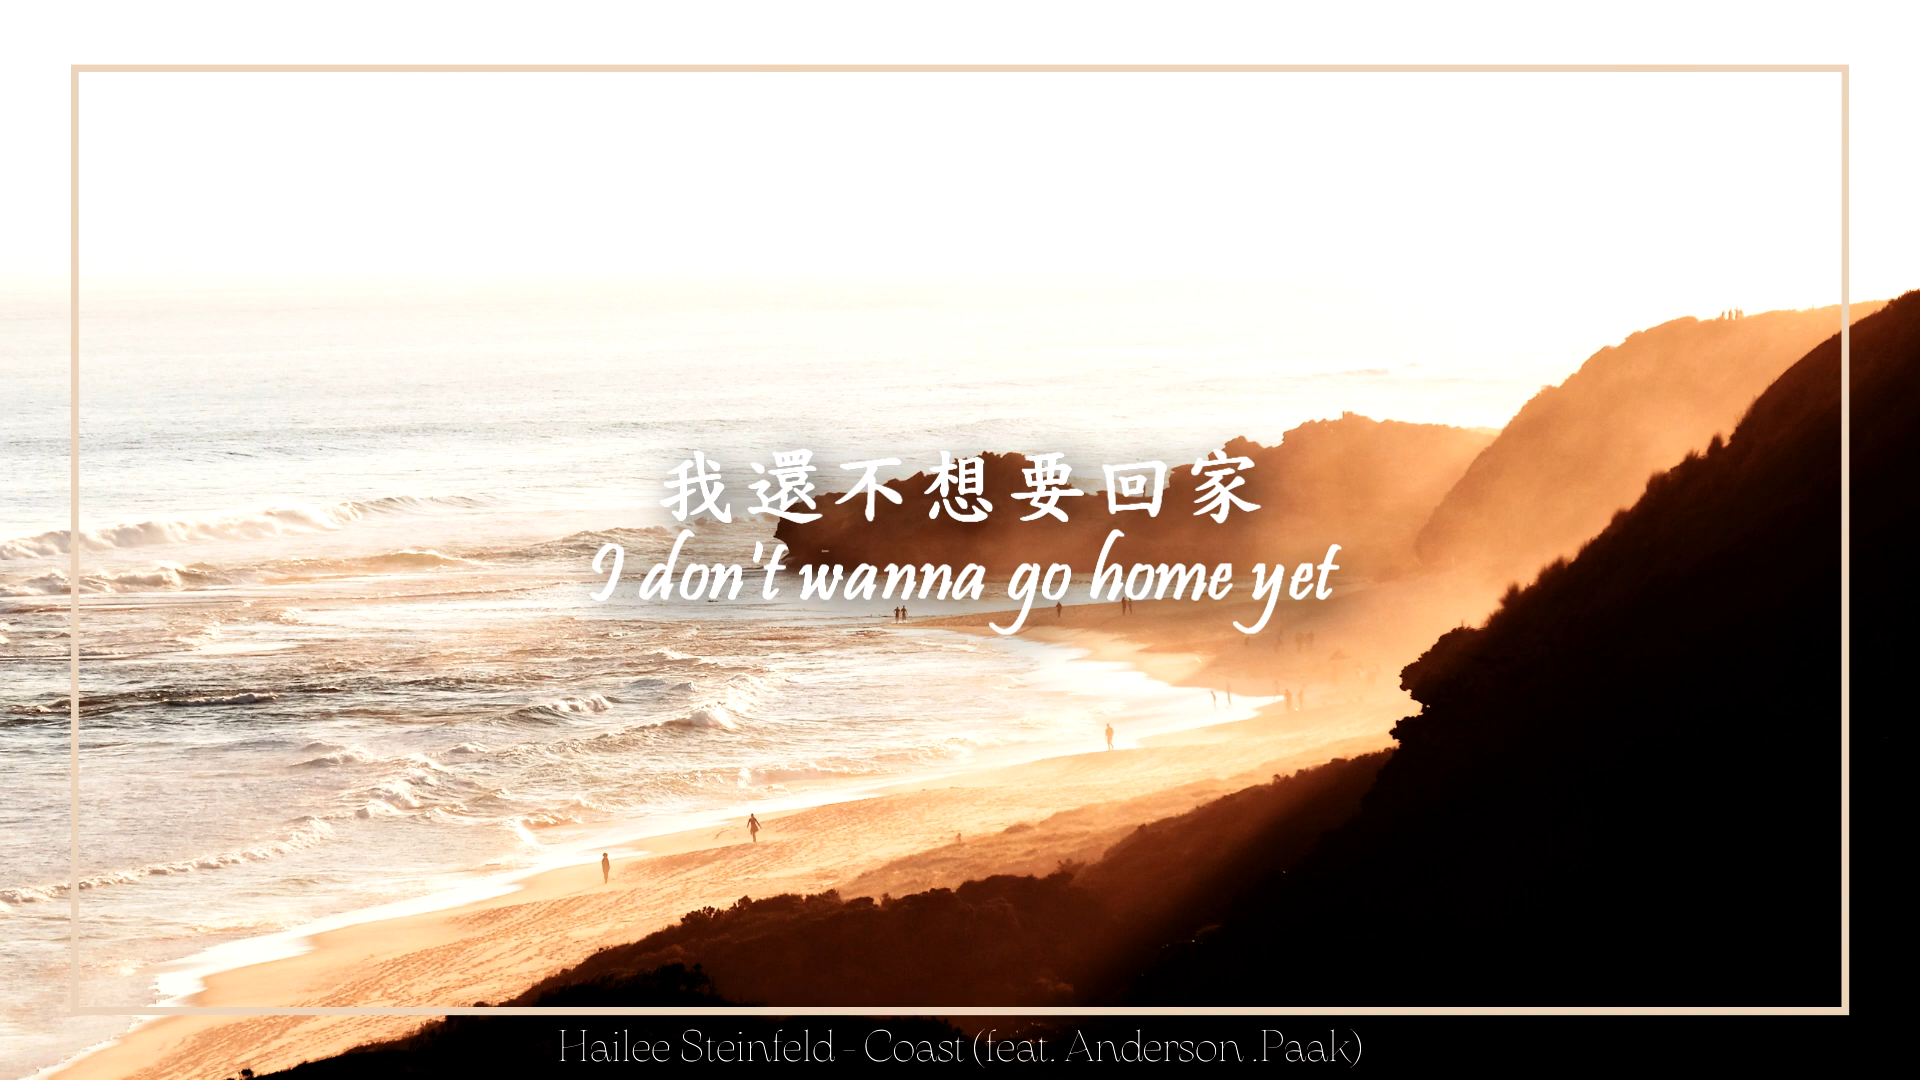 我還不想要回家
I don't wanna go home yet
Hailee Steinfeld - Coast (feat. Anderson .Paak)